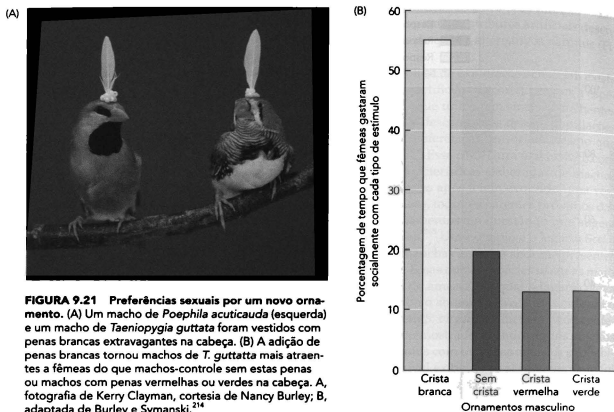 (A)
FIGURA 9.21 Preferências sexuais por um novo orna-
mento. (A) Um macho de Poephila acuticauda (esquerda)
e um macho de Taeniopygia guttata foram vestidos com
penas brancas extravagantes na cabeça. (B) A adição de
penas brancas tornou machos de T. guttatta mais atraen-
tes a fêmeas do que machos-controle sem estas penas
ou machos com penas vermelhas ou verdes na cabeça. A,
fotografia de Kerry Clayman, cortesia de Nancy Burley; B,
adaptada de Burley e Symanski.²¹⁴
(B)
Porcentagem de tempo que fêmeas gastaram
socialmente com cada tipo de estímulo
60
50
40
30
20
10
0
Crista Sem Crista Crista
branca crista vermelha verde
Ornamentos masculino